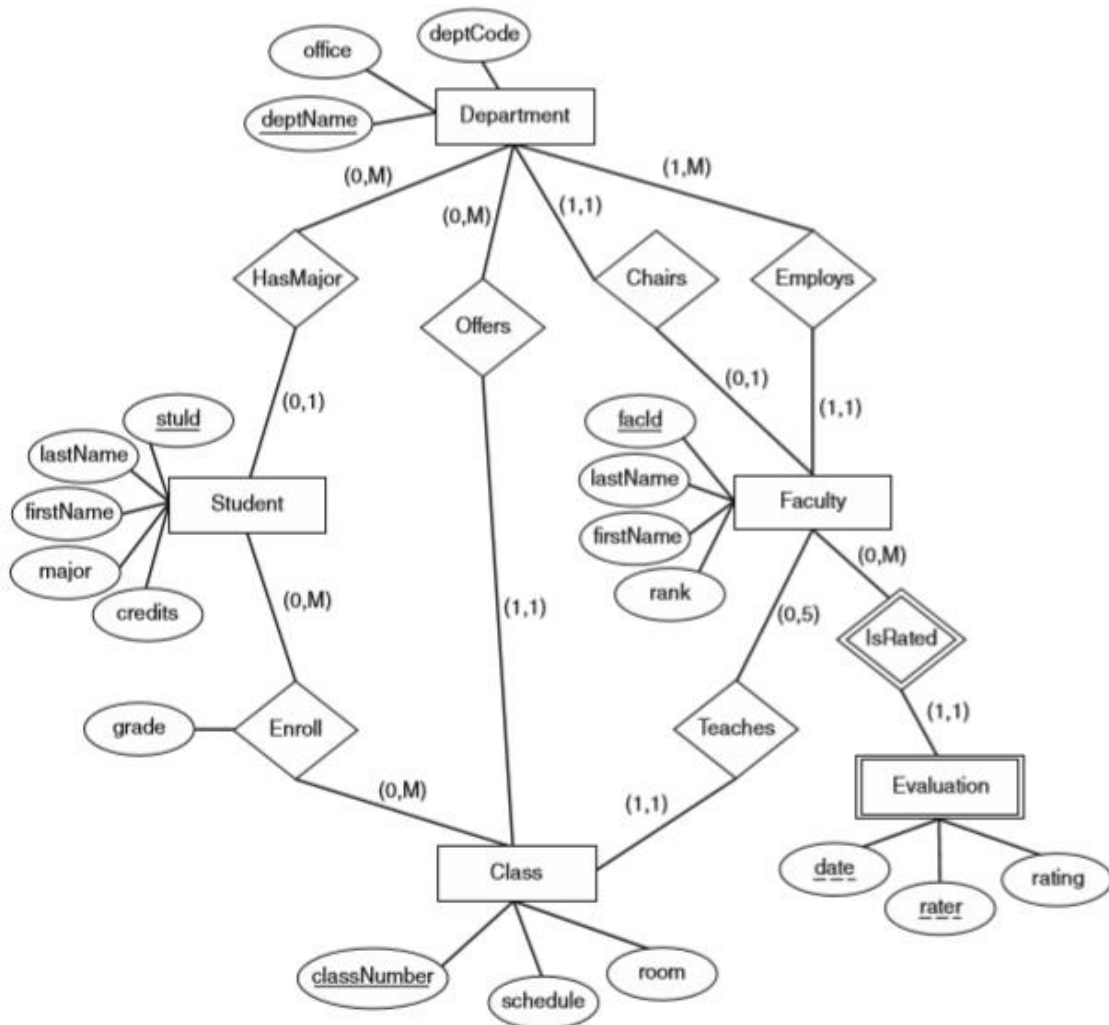 deptCode
office
deptName
Department
(0,M)
(0,M)
(1,1)
(1,M)
HasMajor
Offers
Chairs
Employs
(0,1)
(0,1)
(1,1)
stuId
lastName
firstName
major
credits
Student
facId
lastName
firstName
rank
Faculty
(0,M)
(1,1)
(0,5)
(0,M)
IsRated
grade
Enroll
Teaches
(1,1)
(0,M)
(1,1)
Evaluation
Class
date
rater
rating
classNumber
schedule
room